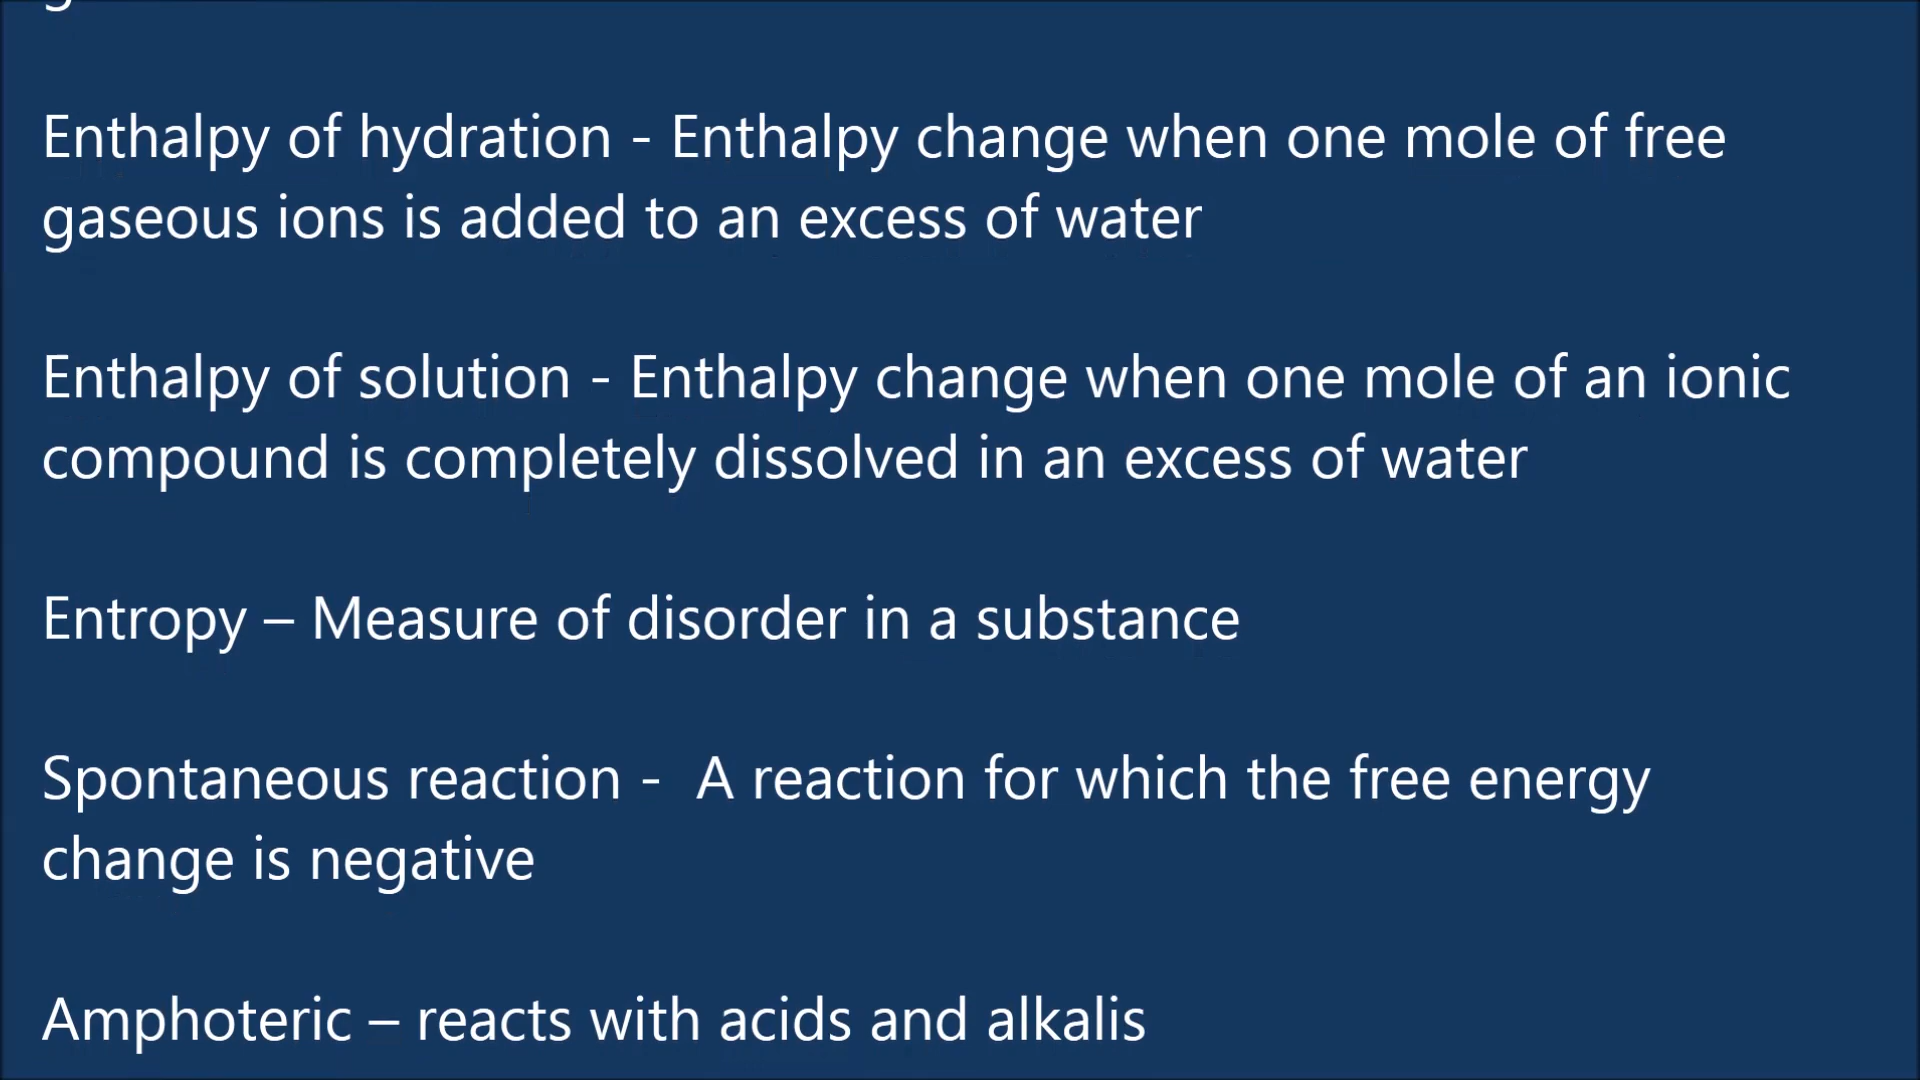 Enthalpy of hydration - Enthalpy change when one mole of free
gaseous ions is added to an excess of water
Enthalpy of solution - Enthalpy change when one mole of an ionic
compound is completely dissolved in an excess of water
Entropy – Measure of disorder in a substance
Spontaneous reaction -  A reaction for which the free energy
change is negative
Amphoteric – reacts with acids and alkalis